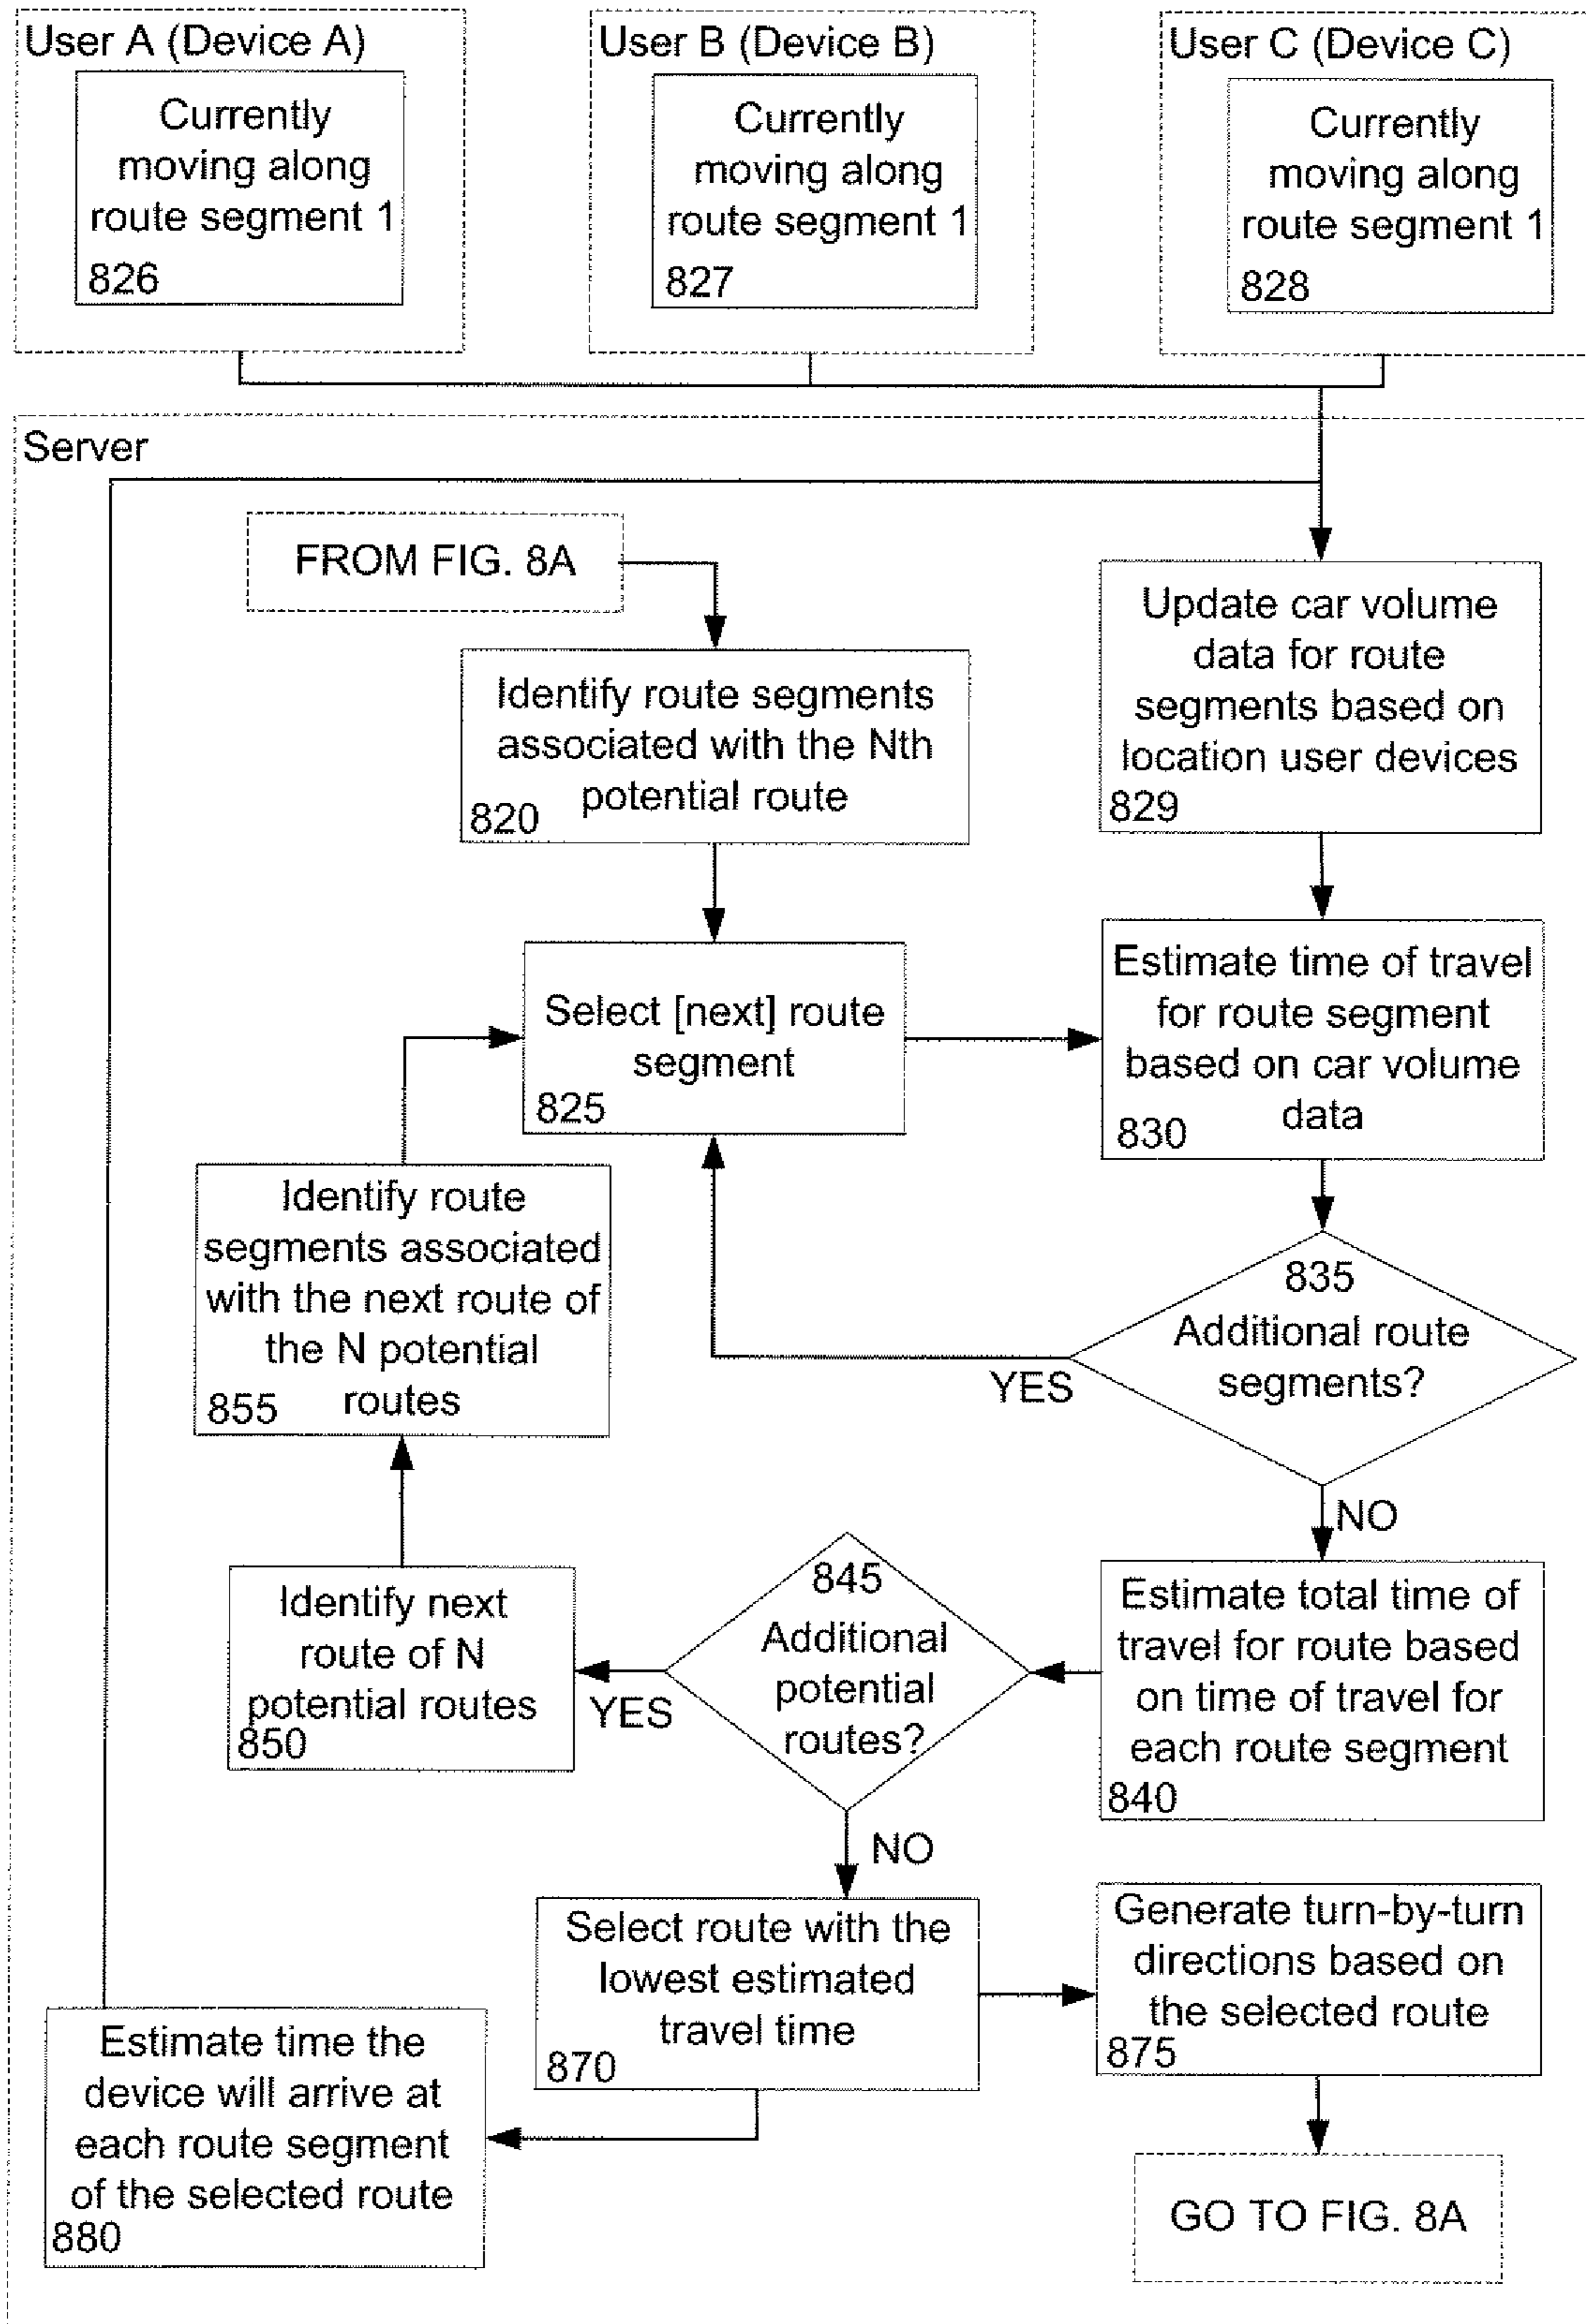 User A (Device A)
Currently
moving along
route segment 1
826
User B (Device B)
Currently
moving along
route segment 1
827
User C (Device C)
Currently
moving along
route segment 1
828
Server
FROM FIG. 8A
Update car volume
data for route
segments based on
location user devices
829
Identify route segments
associated with the Nth
potential route
820
Select [next] route
segment
825
Estimate time of travel
for route segment
based on car volume
data
830
Identify route
segments associated
with the next route of
the N potential
routes
855
835
Additional route
segments?
YES
NO
Identify next
route of N
potential routes
850
YES
845
Additional
potential
routes?
NO
Estimate total time of
travel for route based
on time of travel for
each route segment
840
Select route with the
lowest estimated
travel time
870
Generate turn-by-turn
directions based on
the selected route
875
Estimate time the
device will arrive at
each route segment
of the selected route
880
GO TO FIG. 8A